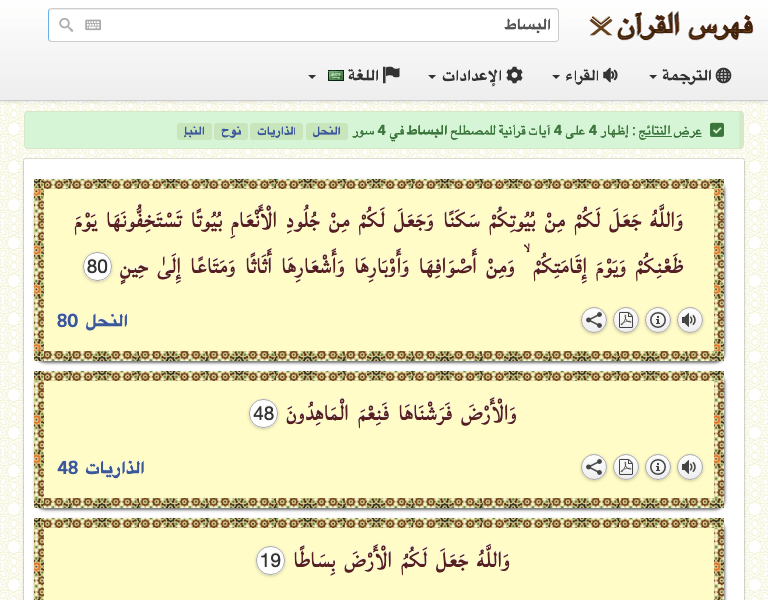 فهرس القرآن
البساط
الترجمة
القراء
الإعدادات
اللغة
عرض النتائج : إظهار 4 على 4 آيات قرآنية للمصطلح البساط في 4 سور النحل الذاريات نوح النبإ
وَاللَّهُ جَعَلَ لَكُمْ مِنْ بُيُوتِكُمْ سَكَنًا وَجَعَلَ لَكُمْ مِنْ جُلُودِ الْأَنْعَامِ بُيُوتًا تَسْتَخِفُّونَهَا يَوْمَ
ظَعْنِكُمْ وَيَوْمَ إِقَامَتِكُمْ ۙ وَمِنْ أَصْوَافِهَا وَأَوْبَارِهَا وَأَشْعَارِهَا أَثَاثًا وَمَتَاعًا إِلَىٰ حِينٍ 80
النحل 80
وَالْأَرْضَ فَرَشْنَاهَا فَنِعْمَ الْمَاهِدُونَ 48
الذاريات 48
وَاللَّهُ جَعَلَ لَكُمُ الْأَرْضَ بِسَاطًا 19